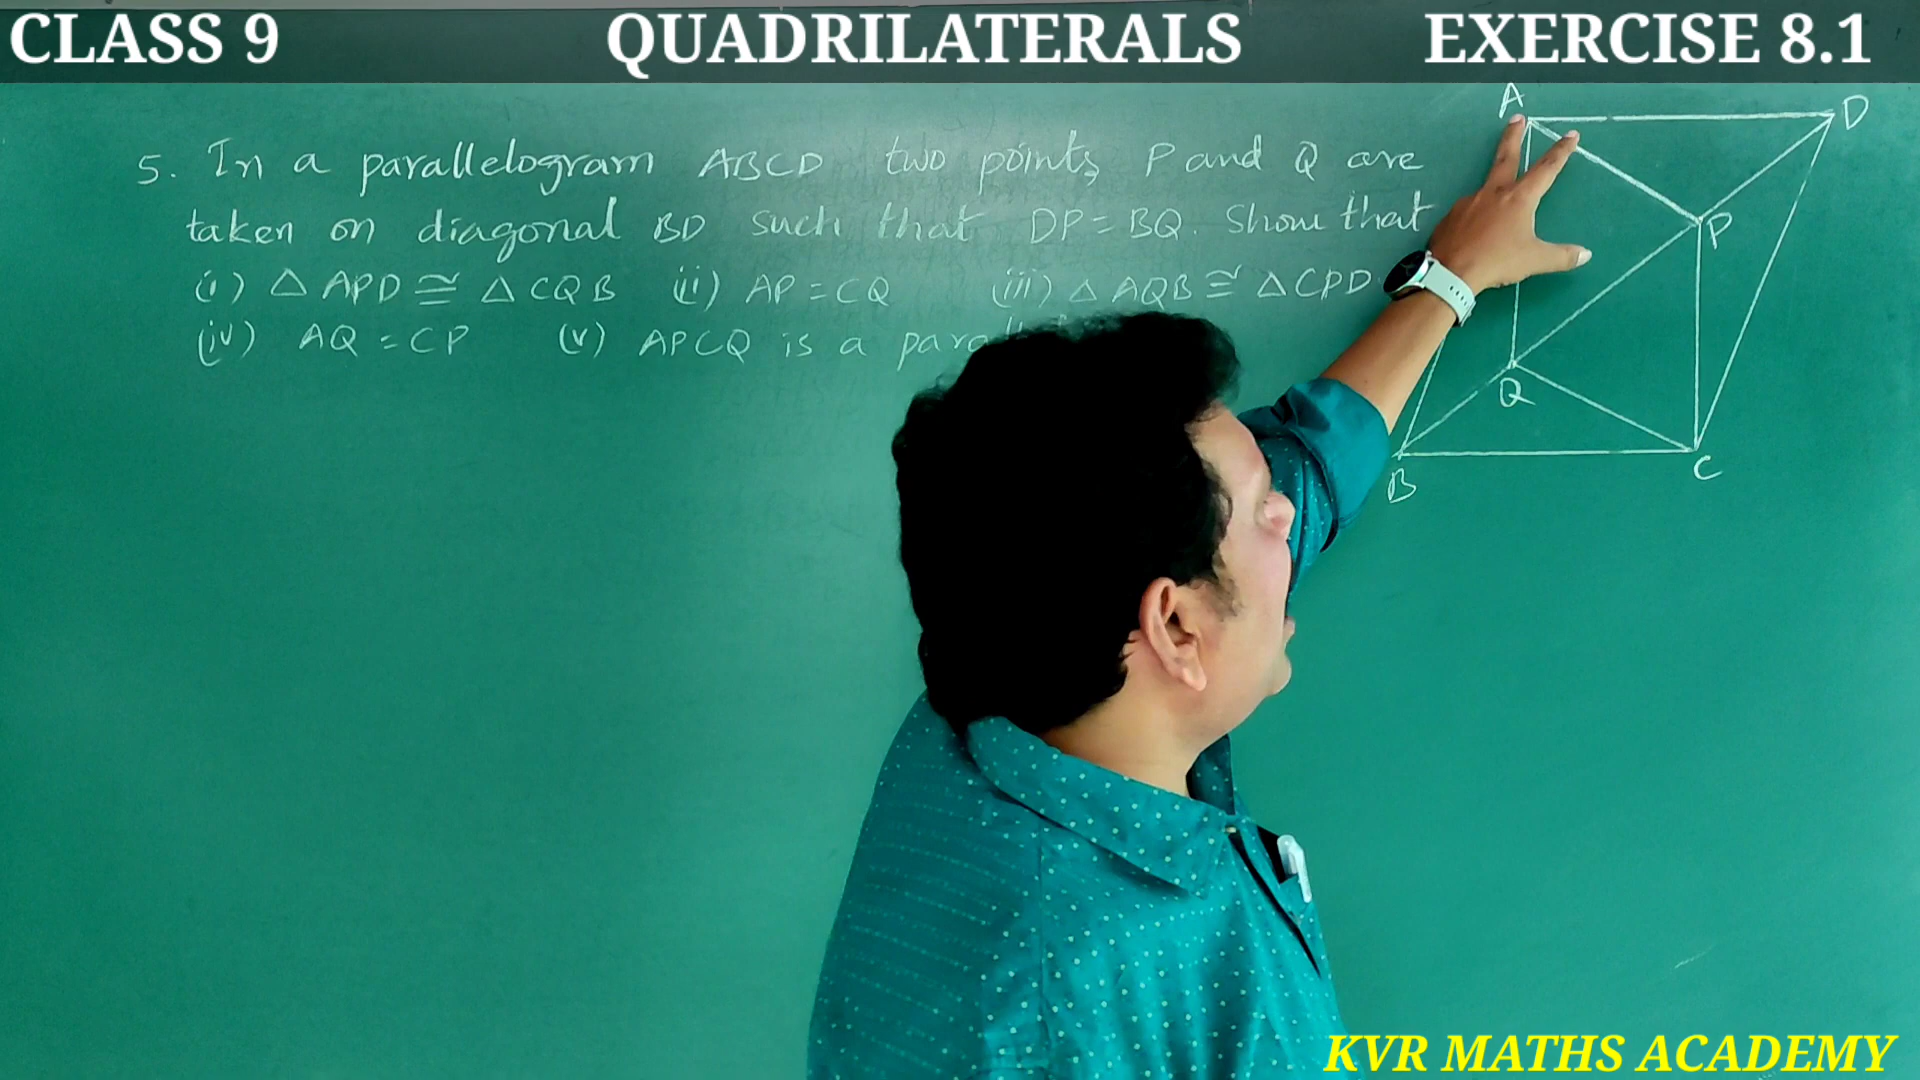 CLASS 9 QUADRILATERALS EXERCISE 8.1
5. In a parallelogram ABCD two points P and Q are
taken on diagonal BD such that DP = BQ. Show that
(i) △ APD ≅ △ CQB (ii) AP = CQ (iii) △ AQB ≅ △ CPD
(iv) AQ = CP (v) APCQ is a
A D
P
Q
B C
KVR MATHS ACADEMY